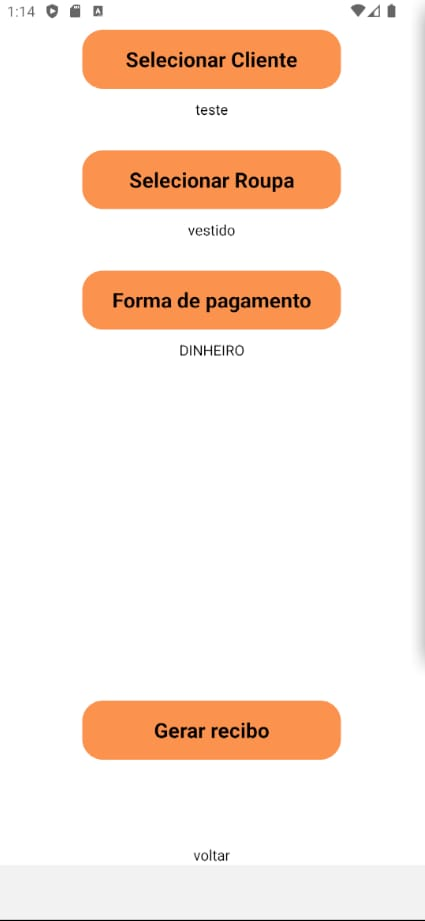 1:14
Selecionar Cliente
teste
Selecionar Roupa
vestido
Forma de pagamento
DINHEIRO
Gerar recibo
voltar